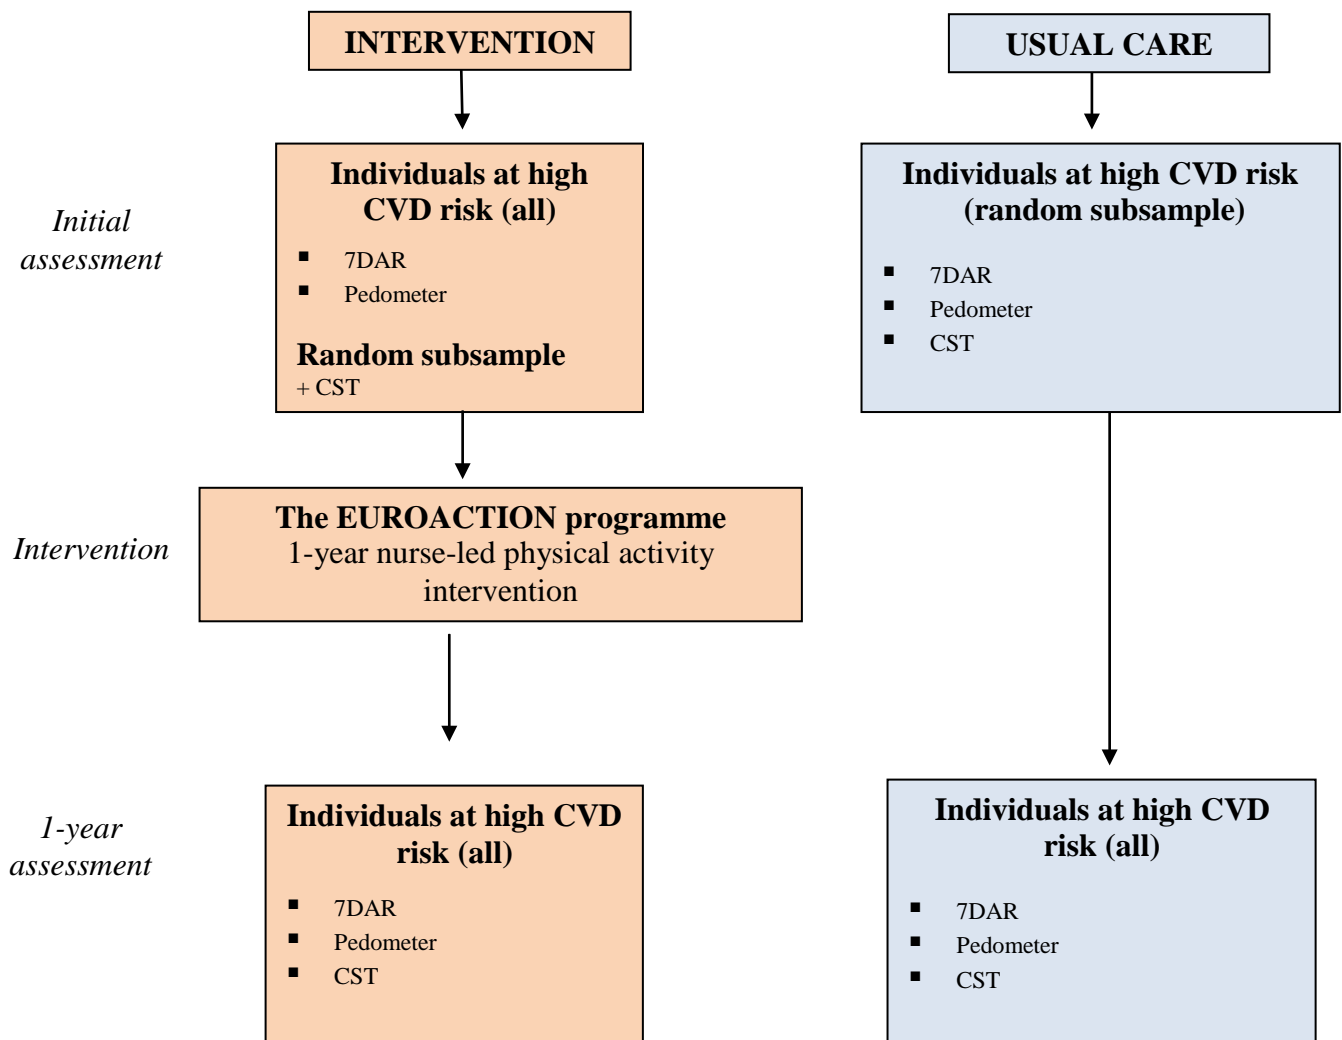 INTERVENTION
USUAL CARE
Initial
assessment
Individuals at high
CVD risk (all)
▪ 7DAR
▪ Pedometer
Random subsample
+ CST
Individuals at high CVD risk
(random subsample)
▪ 7DAR
▪ Pedometer
▪ CST
Intervention
The EUROACTION programme
1-year nurse-led physical activity
intervention
1-year
assessment
Individuals at high CVD
risk (all)
▪ 7DAR
▪ Pedometer
▪ CST
Individuals at high CVD
risk (all)
▪ 7DAR
▪ Pedometer
▪ CST